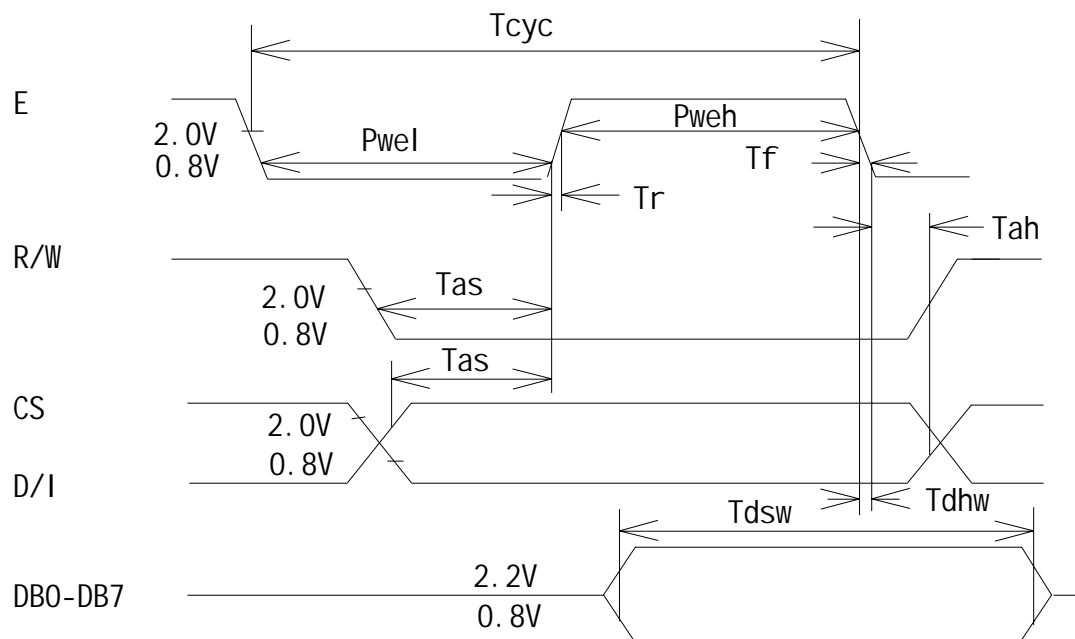 Tcyc
E
Pweh
2.0V
Pwel
0.8V
Tf
Tr
Tah
R/W
Tas
2.0V
0.8V
Tas
CS
2.0V
0.8V
D/I
Tdsw
Tdhw
2.2V
DB0-DB7
0.8V